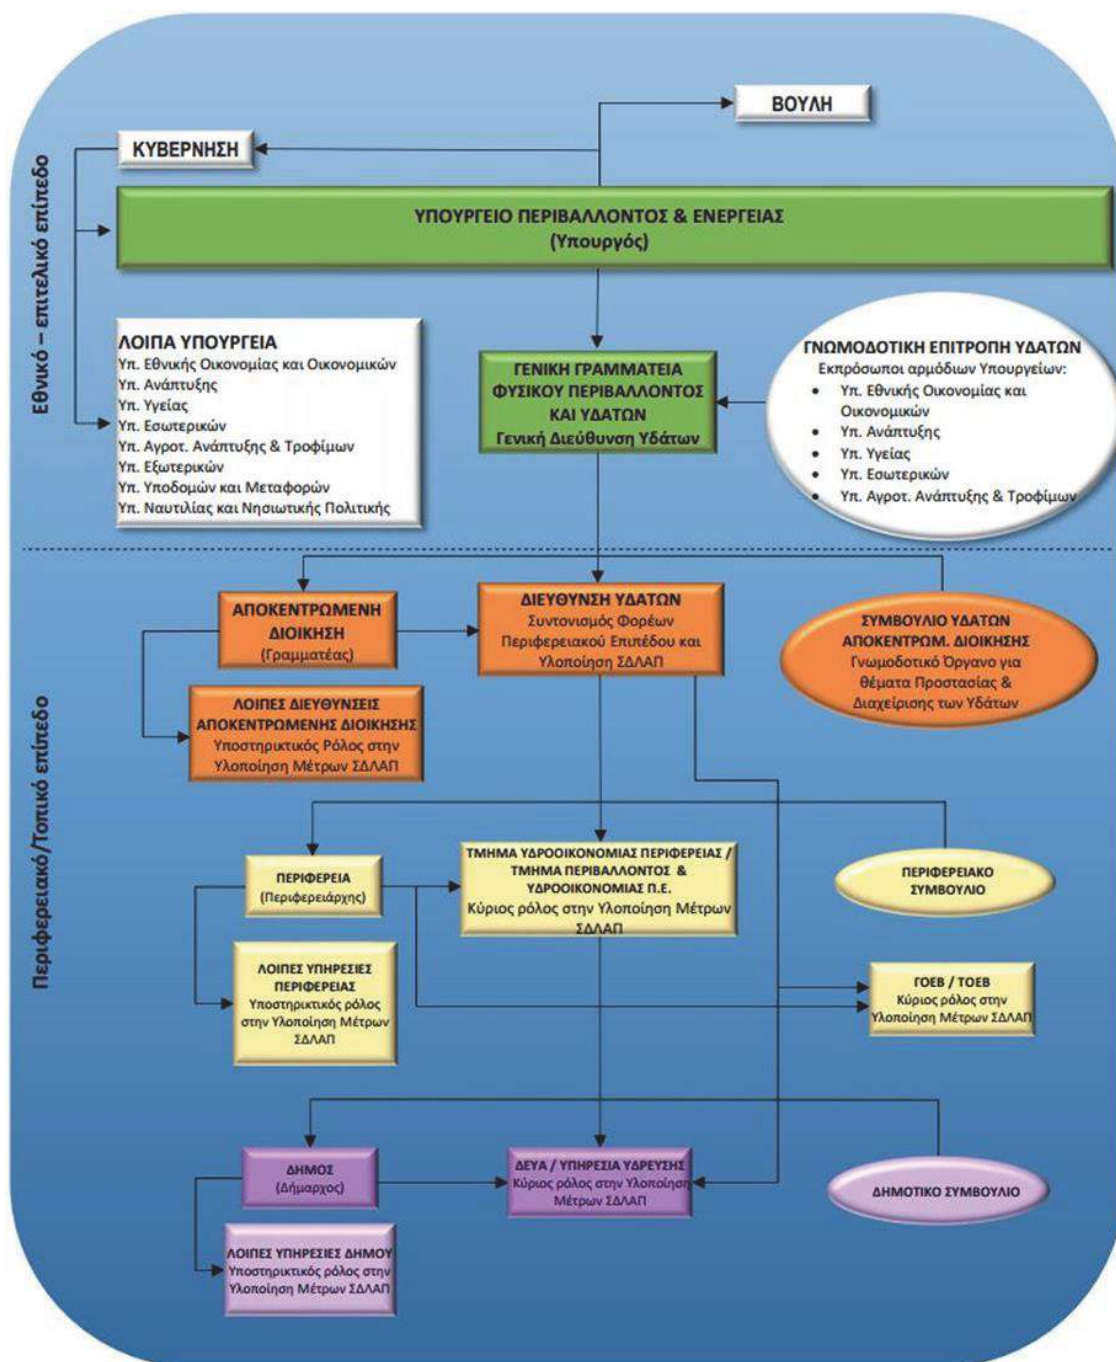 ΒΟΥΛΗ
ΚΥΒΕΡΝΗΣΗ
Εθνικό – επιτελικό επίπεδο
ΥΠΟΥΡΓΕΙΟ ΠΕΡΙΒΑΛΛΟΝΤΟΣ & ΕΝΕΡΓΕΙΑΣ
(Υπουργός)
ΛΟΙΠΑ ΥΠΟΥΡΓΕΙΑ
Υπ. Εθνικής Οικονομίας και Οικονομικών
Υπ. Ανάπτυξης
Υπ. Υγείας
Υπ. Εσωτερικών
Υπ. Αγροτ. Ανάπτυξης & Τροφίμων
Υπ. Εξωτερικών
Υπ. Υποδομών και Μεταφορών
Υπ. Ναυτιλίας και Νησιωτικής Πολιτικής
ΓΕΝΙΚΗ ΓΡΑΜΜΑΤΕΙΑ
ΦΥΣΙΚΟΥ ΠΕΡΙΒΑΛΛΟΝΤΟΣ
ΚΑΙ ΥΔΑΤΩΝ
Γενική Διεύθυνση Υδάτων
ΓΝΩΜΟΔΟΤΙΚΗ ΕΠΙΤΡΟΠΗ ΥΔΑΤΩΝ
Εκπρόσωποι αρμόδιων Υπουργείων:
• Υπ. Εθνικής Οικονομίας και
Οικονομικών
• Υπ. Ανάπτυξης
• Υπ. Υγείας
• Υπ. Εσωτερικών
• Υπ. Αγροτ. Ανάπτυξης & Τροφίμων
Περιφερειακό/Τοπικό επίπεδο
ΑΠΟΚΕΝΤΡΩΜΕΝΗ
ΔΙΟΙΚΗΣΗ
(Γραμματέας)
ΔΙΕΥΘΥΝΣΗ ΥΔΑΤΩΝ
Συντονισμός Φορέων
Περιφερειακού Επιπέδου και
Υλοποίηση ΣΔΛΑΠ
ΣΥΜΒΟΥΛΙΟ ΥΔΑΤΩΝ
ΑΠΟΚΕΝΤΡΩΜ. ΔΙΟΙΚΗΣΗΣ
Γνωμοδοτικό Όργανο για
θέματα Προστασίας &
Διαχείρισης των Υδάτων
ΛΟΙΠΕΣ ΔΙΕΥΘΥΝΣΕΙΣ
ΑΠΟΚΕΝΤΡΩΜΕΝΗΣ ΔΙΟΙΚΗΣΗΣ
Υποστηρικτικός Ρόλος στην
Υλοποίηση Μέτρων ΣΔΛΑΠ
ΠΕΡΙΦΕΡΕΙΑ
(Περιφερειάρχης)
ΤΜΗΜΑ ΥΔΡΟΟΙΚΟΝΟΜΙΑΣ ΠΕΡΙΦΕΡΕΙΑΣ /
ΤΜΗΜΑ ΠΕΡΙΒΑΛΛΟΝΤΟΣ &
ΥΔΡΟΟΙΚΟΝΟΜΙΑΣ Π.Ε.
Κύριος ρόλος στην Υλοποίηση Μέτρων
ΣΔΛΑΠ
ΠΕΡΙΦΕΡΕΙΑΚΟ
ΣΥΜΒΟΥΛΙΟ
ΛΟΙΠΕΣ ΥΠΗΡΕΣΙΕΣ
ΠΕΡΙΦΕΡΕΙΑΣ
Υποστηρικτικός ρόλος
στην Υλοποίηση Μέτρων
ΣΔΛΑΠ
ΓΟΕΒ / ΤΟΕΒ
Κύριος ρόλος στην
Υλοποίηση Μέτρων ΣΔΛΑΠ
ΔΗΜΟΣ
(Δήμαρχος)
ΔΕΥΑ / ΥΠΗΡΕΣΙΑ ΥΔΡΕΥΣΗΣ
Κύριος ρόλος στην Υλοποίηση
Μέτρων ΣΔΛΑΠ
ΔΗΜΟΤΙΚΟ ΣΥΜΒΟΥΛΙΟ
ΛΟΙΠΕΣ ΥΠΗΡΕΣΙΕΣ ΔΗΜΟΥ
Υποστηρικτικός ρόλος στην
Υλοποίηση Μέτρων ΣΔΛΑΠ